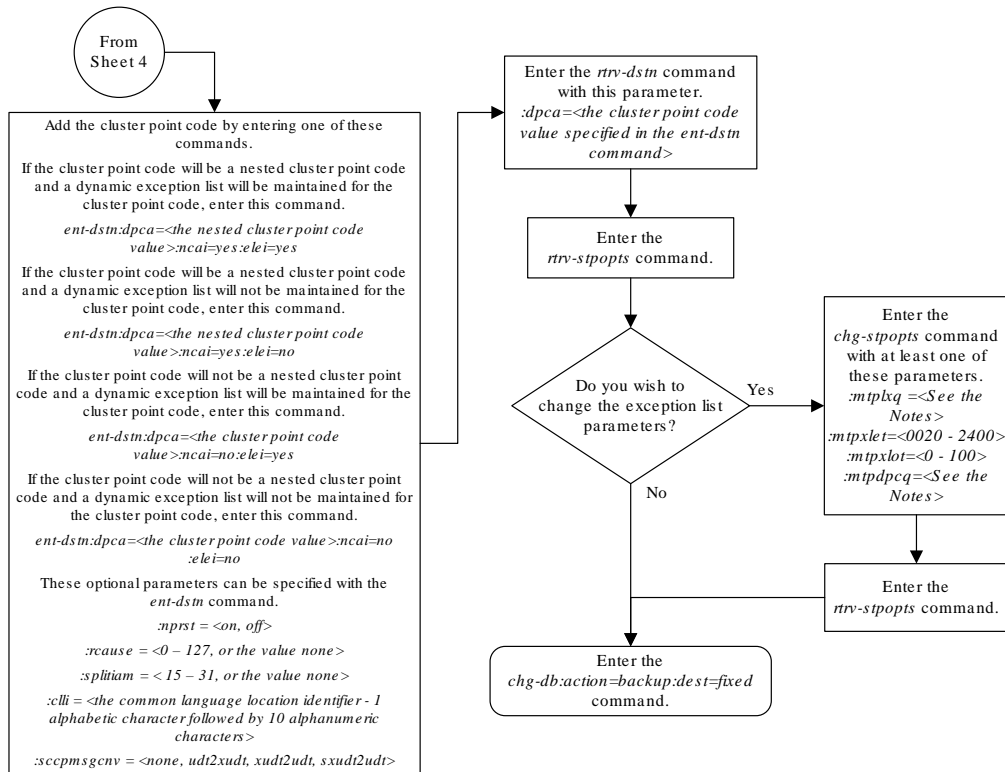 From
Sheet 4
Add the cluster point code by entering one of these
commands.
If the cluster point code will be a nested cluster point code
and a dynamic exception list will be maintained for the
cluster point code, enter this command.
ent-dstn:dpca=<the nested cluster point code
value>:ncai=yes:elei=yes
If the cluster point code will be a nested cluster point code
and a dynamic exception list will not be maintained for the
cluster point code, enter this command.
ent-dstn:dpca=<the nested cluster point code
value>:ncai=yes:elei=no
If the cluster point code will not be a nested cluster point
code and a dynamic exception list will be maintained for the
cluster point code, enter this command.
ent-dstn:dpca=<the cluster point code
value>:ncai=no:elei=yes
If the cluster point code will not be a nested cluster point
code and a dynamic exception list will not be maintained for
the cluster point code, enter this command.
ent-dstn:dpca=<the cluster point code value>:ncai=no
:elei=no
These optional parameters can be specified with the
ent-dstn command.
:nprst = <on, off>
:rcause = <0 – 127, or the value none>
:splitiam = < 15 – 31, or the value none>
:clli = <the common language location identifier - 1
alphabetic character followed by 10 alphanumeric
characters>
:sccpmsgcnv = <none, udt2xudt, xudt2udt, sxudt2udt>
Enter the rtrv-dstn command
with this parameter.
:dpca=<the cluster point code
value specified in the ent-dstn
command>
Enter the
rtrv-stpopts command.
Do you wish to
change the exception list
parameters?
Yes
No
Enter the
chg-stpopts command
with at least one of
these parameters.
:mtplxq =<See the
Notes>
:mtpxlet=<0020 - 2400>
:mtpxlot=<0 - 100>
:mtpdpcq=<See the
Notes>
Enter the
rtrv-stpopts command.
Enter the
chg-db:action=backup:dest=fixed
command.